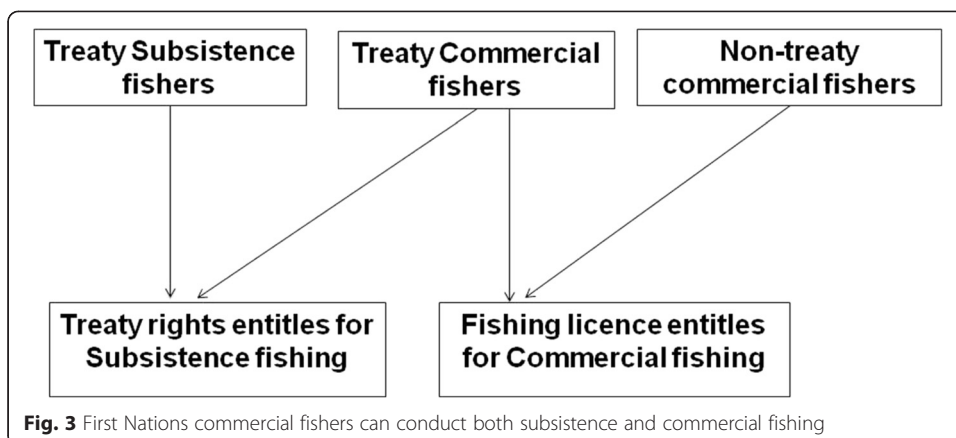 Treaty Subsistence
fishers
Treaty Commercial
fishers
Non-treaty
commercial fishers
Treaty rights entitles for
Subsistence fishing
Fishing licence entitles
for Commercial fishing
Fig. 3 First Nations commercial fishers can conduct both subsistence and commercial fishing